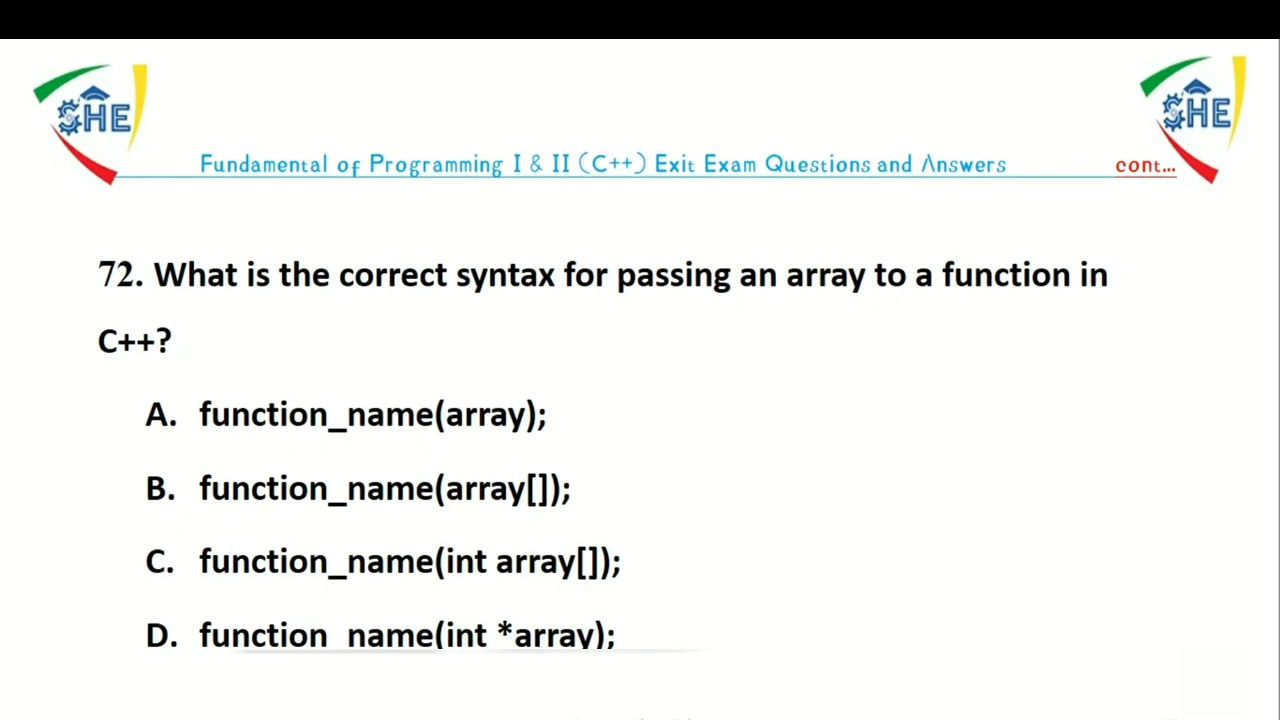 SHE
SHE
Fundamental of Programming I & II (C++) Exit Exam Questions and Answers cont...
72. What is the correct syntax for passing an array to a function in
C++?
A. function_name(array);
B. function_name(array[]);
C. function_name(int array[]);
D. function_name(int *array);